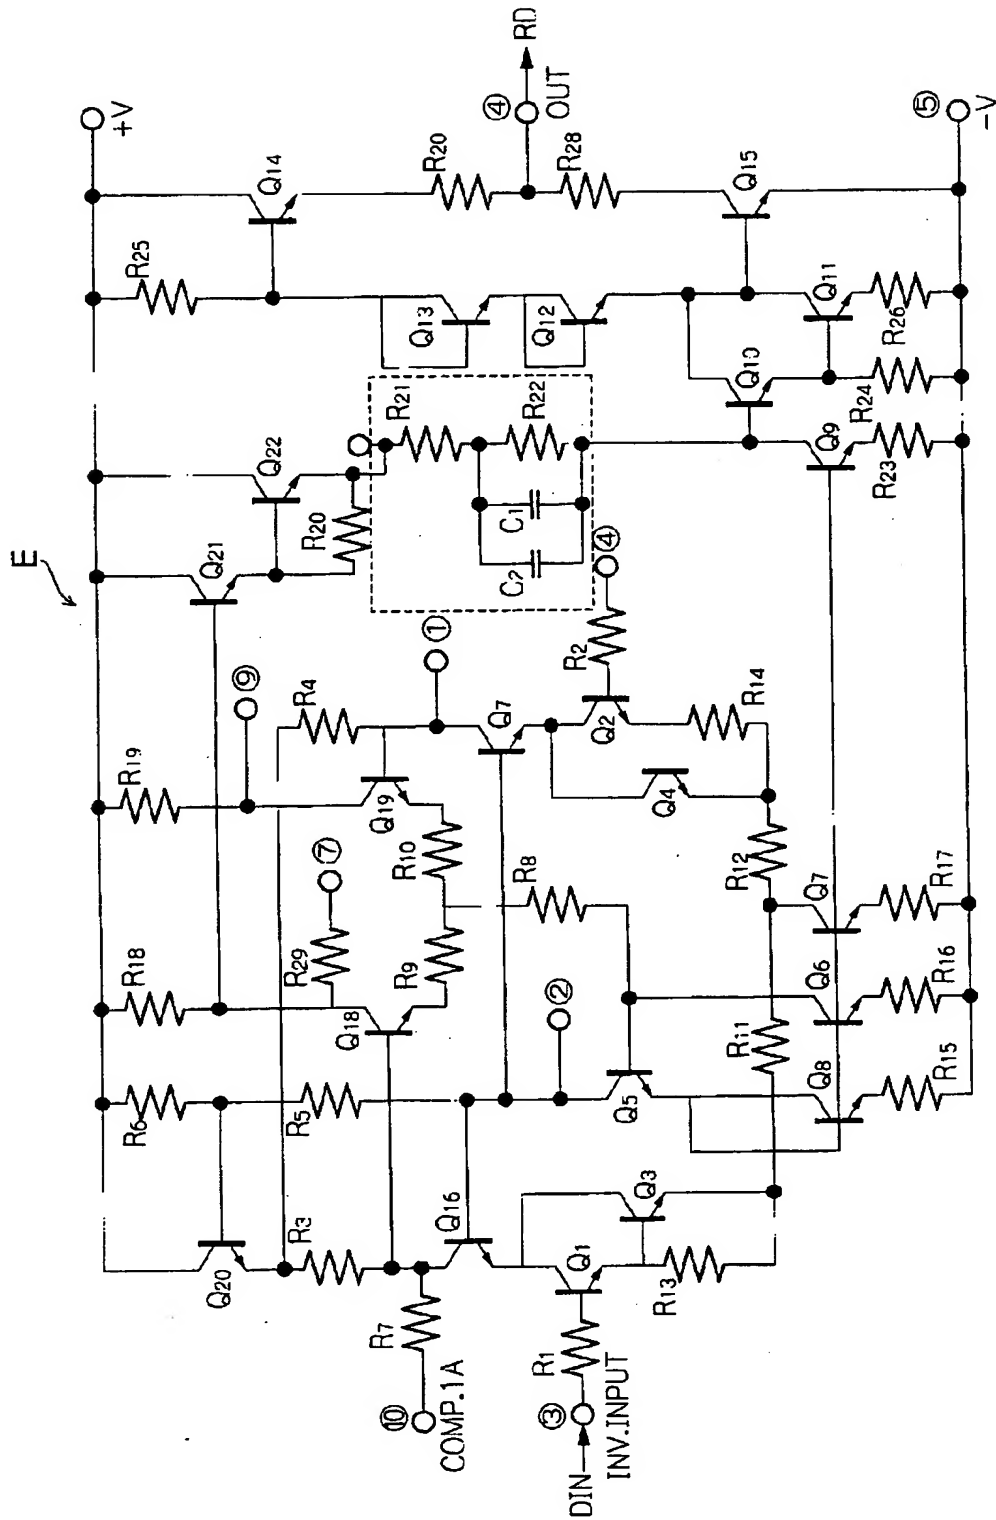 E
+V
R25
Q14
R20
④
OUT
RD
R28
Q15
⑤
-V
Q13
Q12
Q11
R26
Q10
R24
Q22
R20
R21
R22
C1
C2
Q9
R23
Q21
④
R2
⑨
R19
R4
①
Q19
Q7
Q2
R14
Q4
R10
R12
⑦
R29
R8
R9
R18
Q18
②
R11
Q7
R17
Q6
R16
Q8
R15
R6
R5
Q5
Q20
R3
Q16
Q3
Q1
R13
R7
⑩
COMP.1A
R1
③
DIN
INV.INPUT